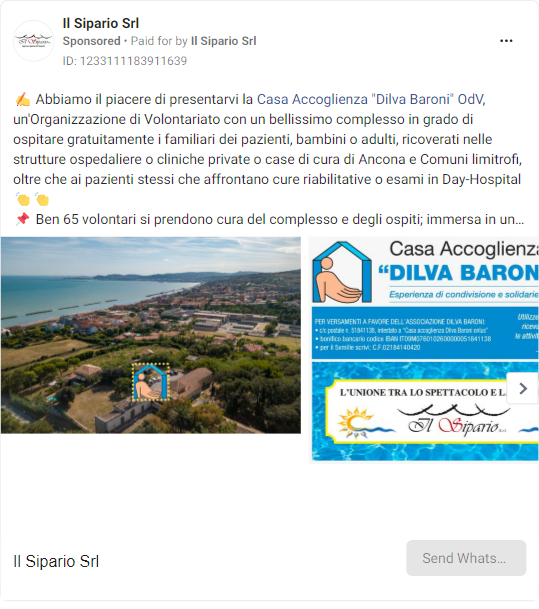 Il Sipario Srl
Sponsored • Paid for by Il Sipario Srl
ID: 1233111183911639
✍️ Abbiamo il piacere di presentarvi la Casa Accoglienza "Dilva Baroni" OdV,
un'Organizzazione di Volontariato con un bellissimo complesso in grado di
ospitare gratuitamente i familiari dei pazienti, bambini o adulti, ricoverati nelle
strutture ospedaliere o cliniche private o case di cura di Ancona e Comuni limitrofi,
oltre che ai pazienti stessi che affrontano cure riabilitative o esami in Day-Hospital
👏 👏
📌 Ben 65 volontari si prendono cura del complesso e degli ospiti; immersa in un...
Casa Accoglienza
"DILVA BARON
Esperienza di condivisione e solidarie
PER VERSAMENTI A FAVORE DELL'ASSOCIAZIONE DILVA BARONI:
• c/c postale n. 51841138, intestato a "Casa accoglienza Dilva Baroni onlus"
• bonifico bancario codice IBAN IT09M0760102600000051841138
• per il 5xmille scrivi: C.F.02184140420
Utilizze
ricevu
le attivit
L'UNIONE TRA LO SPETTACOLO E L
Il Sipario S.r.l.
Il Sipario Srl
Send Whats...